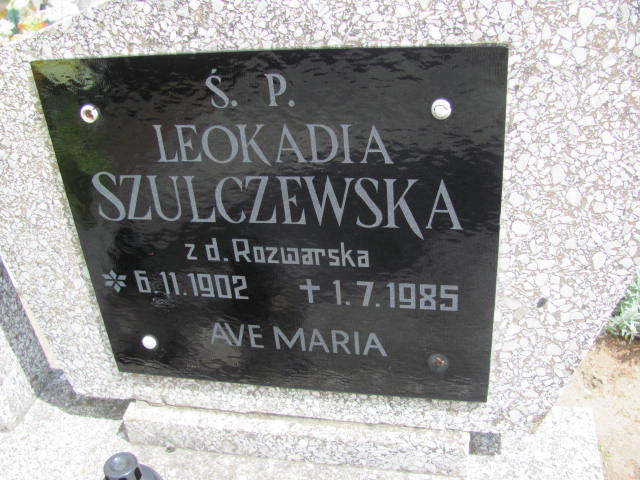 Ś. P.
LEOKADIA
SZULCZEWSKA
z d. Rozwarska
* 6.11.1902 † 1.7.1985
AVE MARIA